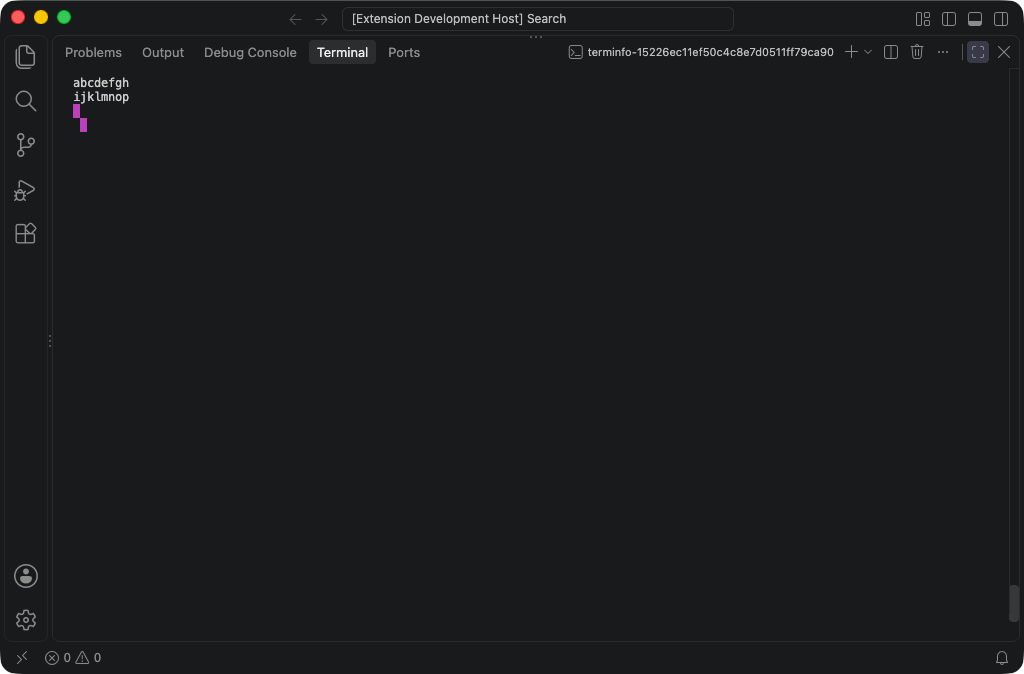 [Extension Development Host] Search
Problems Output Debug Console Terminal Ports
terminfo-15226ec11ef50c4c8e7d0511ff79ca90
abcdefgh
ijklmnop
0 0